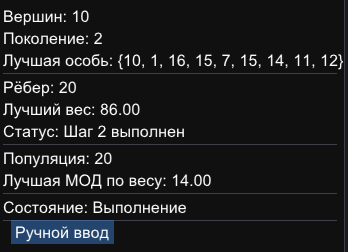 Вершин: 10
Поколение: 2
Лучшая особь: {10, 1, 16, 15, 7, 15, 14, 11, 12}
Рёбер: 20
Лучший вес: 86.00
Статус: Шаг 2 выполнен
Популяция: 20
Лучшая МОД по весу: 14.00
Состояние: Выполнение
Ручной ввод